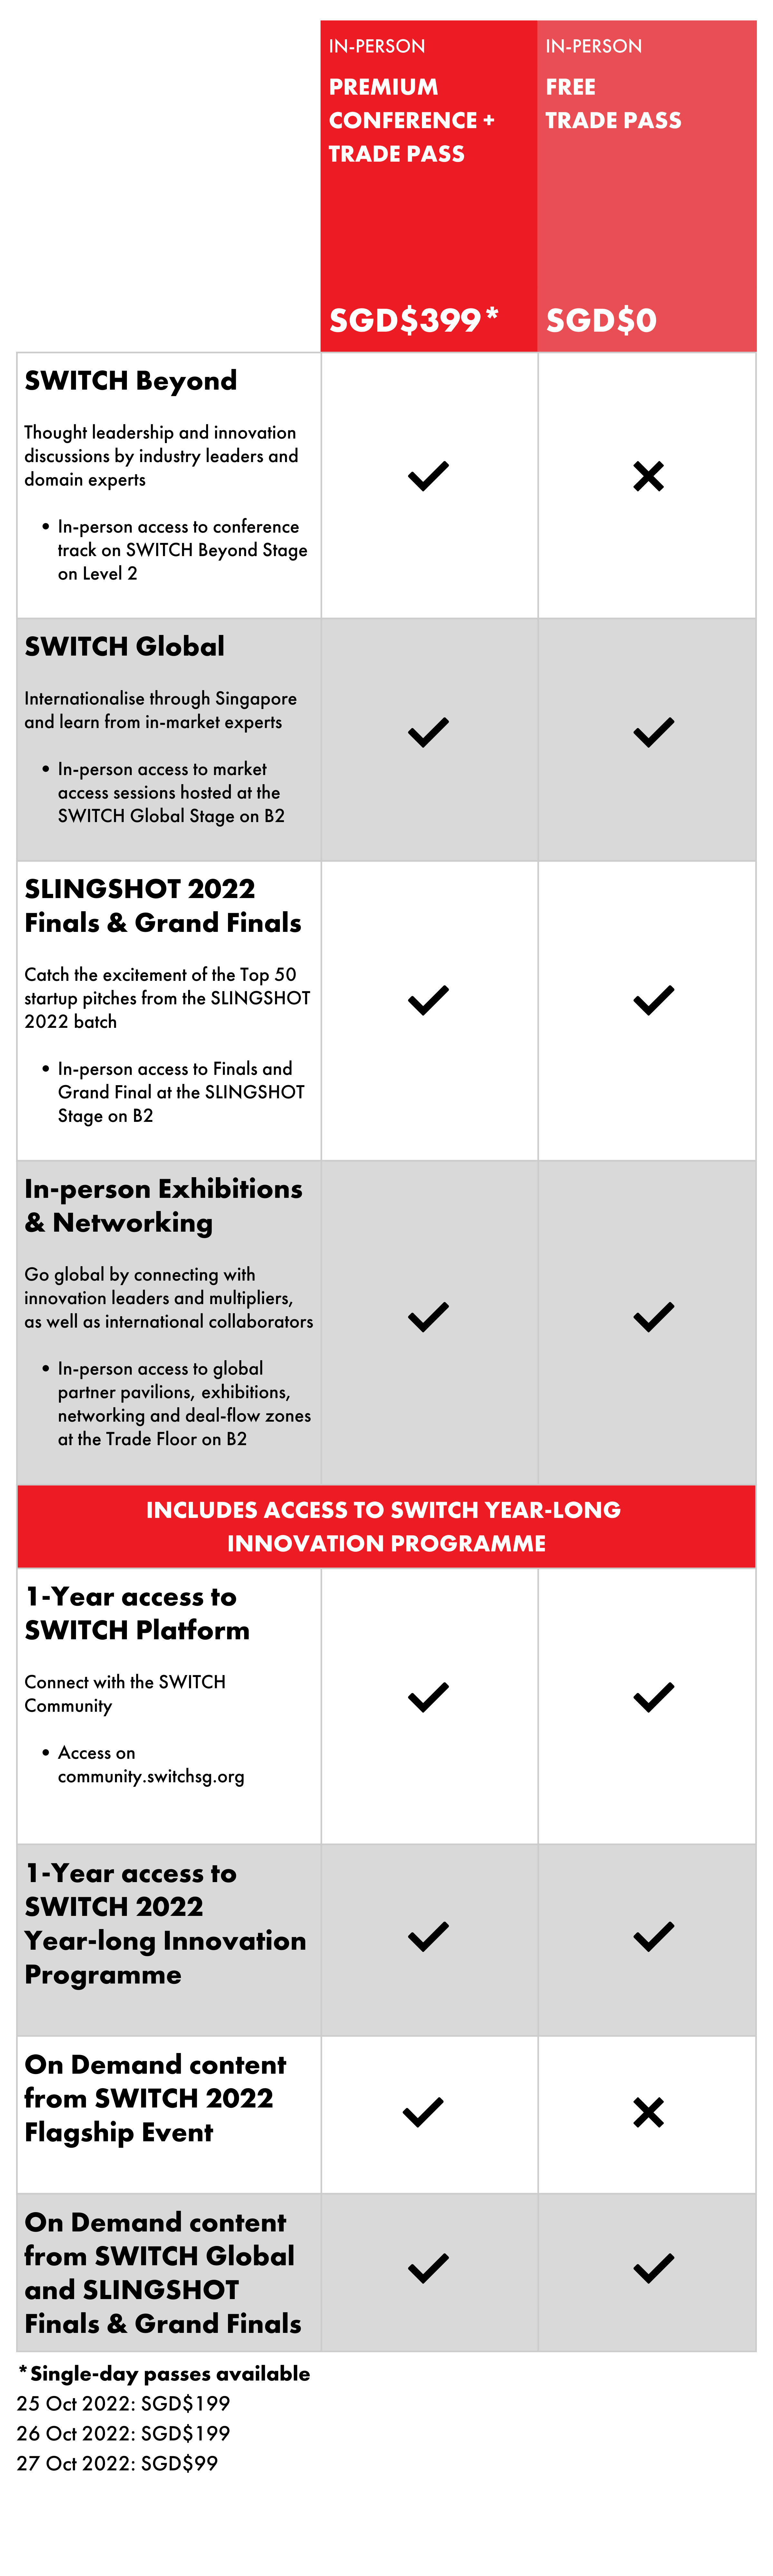 IN-PERSON
PREMIUM
CONFERENCE +
TRADE PASS
SGD$399*
IN-PERSON
FREE
TRADE PASS
SGD$0
SWITCH Beyond
Thought leadership and innovation
discussions by industry leaders and
domain experts
• In-person access to conference
track on SWITCH Beyond Stage
on Level 2
SWITCH Global
Internationalise through Singapore
and learn from in-market experts
• In-person access to market
access sessions hosted at the
SWITCH Global Stage on B2
SLINGSHOT 2022
Finals & Grand Finals
Catch the excitement of the Top 50
startup pitches from the SLINGSHOT
2022 batch
• In-person access to Finals and
Grand Final at the SLINGSHOT
Stage on B2
In-person Exhibitions
& Networking
Go global by connecting with
innovation leaders and multipliers,
as well as international collaborators
• In-person access to global
partner pavilions, exhibitions,
networking and deal-flow zones
at the Trade Floor on B2
INCLUDES ACCESS TO SWITCH YEAR-LONG
INNOVATION PROGRAMME
1-Year access to
SWITCH Platform
Connect with the SWITCH
Community
• Access on
community.switchsg.org
1-Year access to
SWITCH 2022
Year-long Innovation
Programme
On Demand content
from SWITCH 2022
Flagship Event
On Demand content
from SWITCH Global
and SLINGSHOT
Finals & Grand Finals
*Single-day passes available
25 Oct 2022: SGD$199
26 Oct 2022: SGD$199
27 Oct 2022: SGD$99